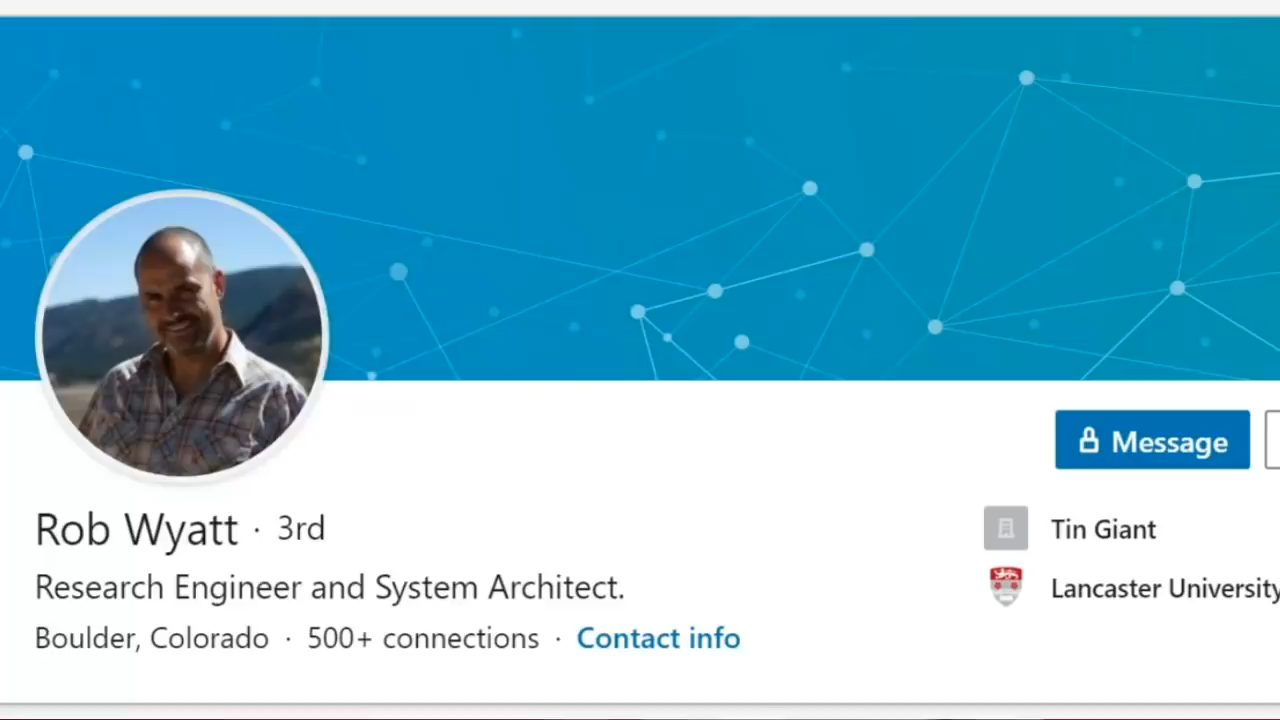 Message
Rob Wyatt · 3rd
Tin Giant
Research Engineer and System Architect.
Lancaster University
Boulder, Colorado · 500+ connections · Contact info